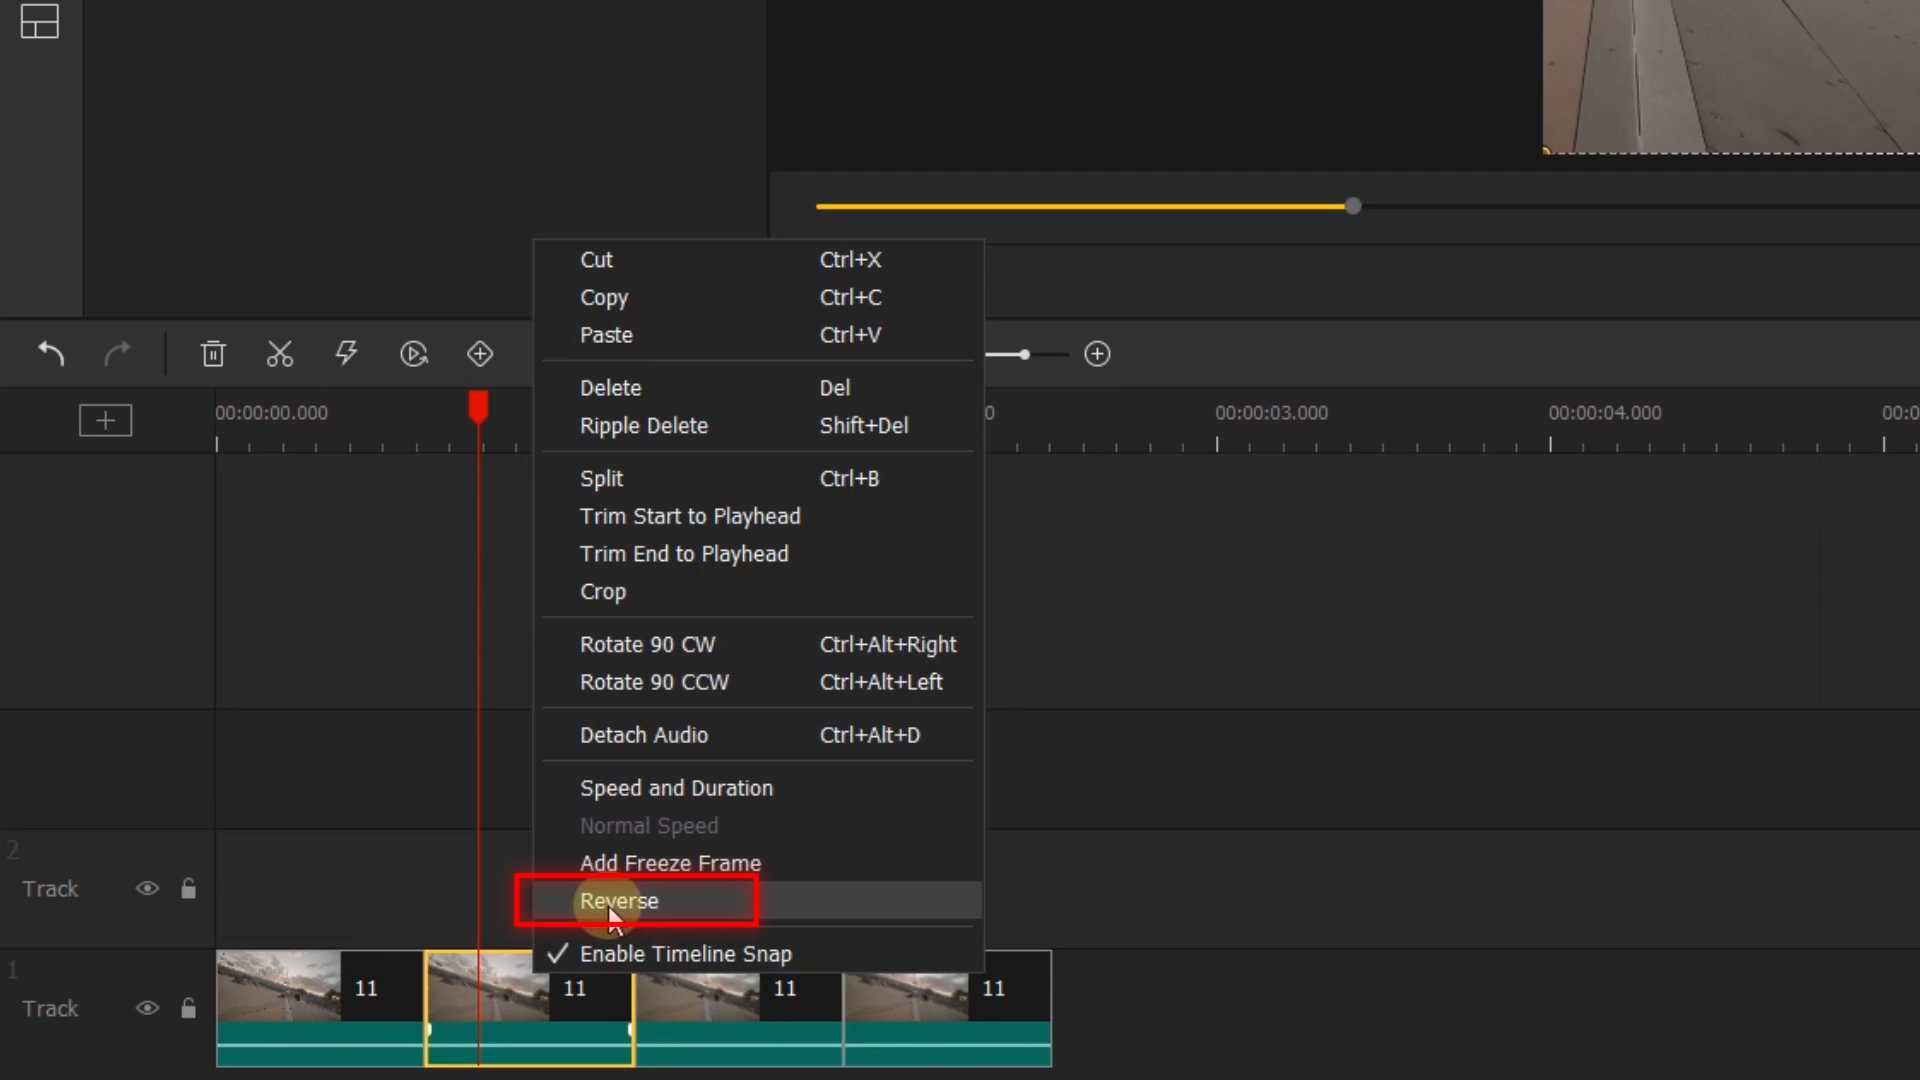 Cut Ctrl+X
Copy Ctrl+C
Paste Ctrl+V
Delete Del
Ripple Delete Shift+Del
00:00:00.000 0 00:00:03.000 00:00:04.000 00:0
Split Ctrl+B
Trim Start to Playhead
Trim End to Playhead
Crop
Rotate 90 CW Ctrl+Alt+Right
Rotate 90 CCW Ctrl+Alt+Left
Detach Audio Ctrl+Alt+D
Speed and Duration
Normal Speed
Add Freeze Frame
Reverse
Enable Timeline Snap
2
Track
1
Track
11 11 11 11